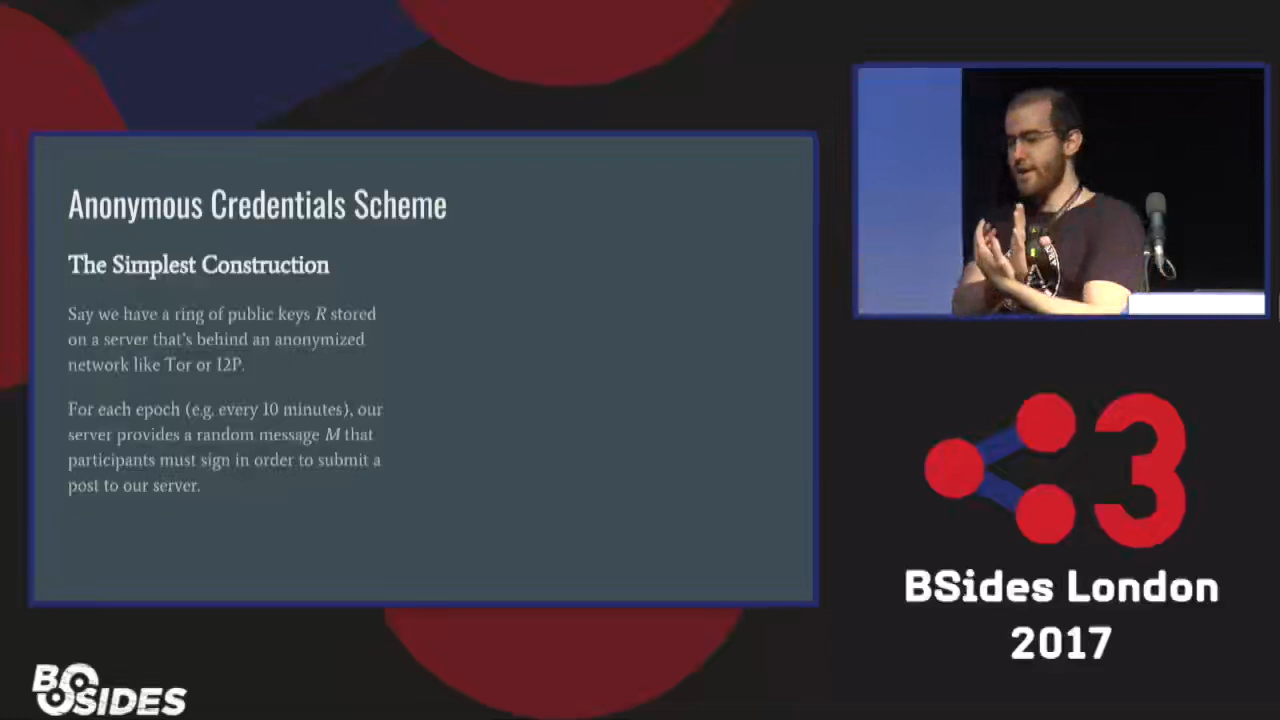 Anonymous Credentials Scheme
The Simplest Construction
Say we have a ring of public keys R stored
on a server that's behind an anonymized
network like Tor or I2P.
For each epoch (e.g. every 10 minutes), our
server provides a random message M that
participants must sign in order to submit a
post to our server.
3
BSides London
2017
BSIDES